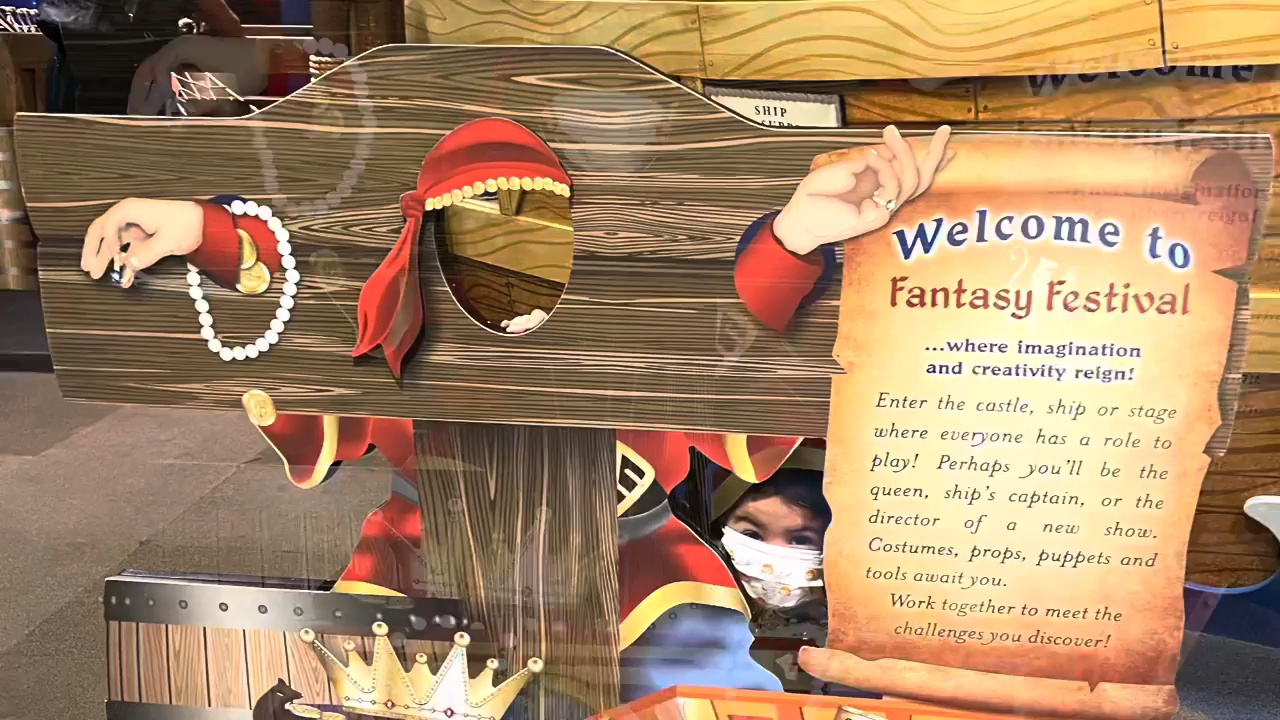 SHIP
Welcome
Welcome to
Fantasy Festival
...where imagination
and creativity reign!
Enter the castle, ship or stage
where everyone has a role to
play! Perhaps you'll be the
queen, ship's captain, or the
director of a new show.
Costumes, props, puppets and
tools await you.
Work together to meet the
challenges you discover!